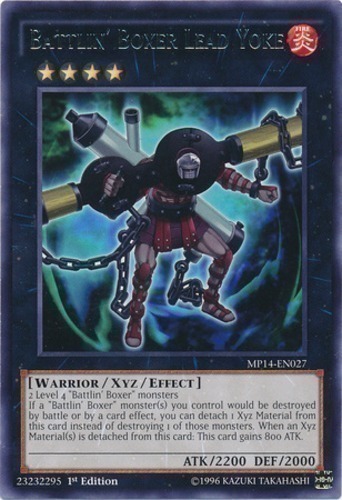 BATTLIN' BOXER LEAD YOKE
FIRE
炎
MP14-EN027
[WARRIOR / XYZ / EFFECT]
2 Level 4 "Battlin' Boxer" monsters
If a "Battlin' Boxer" monster(s) you control would be destroyed
by battle or by a card effect, you can detach 1 Xyz Material from
this card instead of destroying 1 of those monsters. When an Xyz
Material(s) is detached from this card: This card gains 800 ATK.
ATK/2200 DEF/2000
23232295 1st Edition ©1996 KAZUKI TAKAHASHI